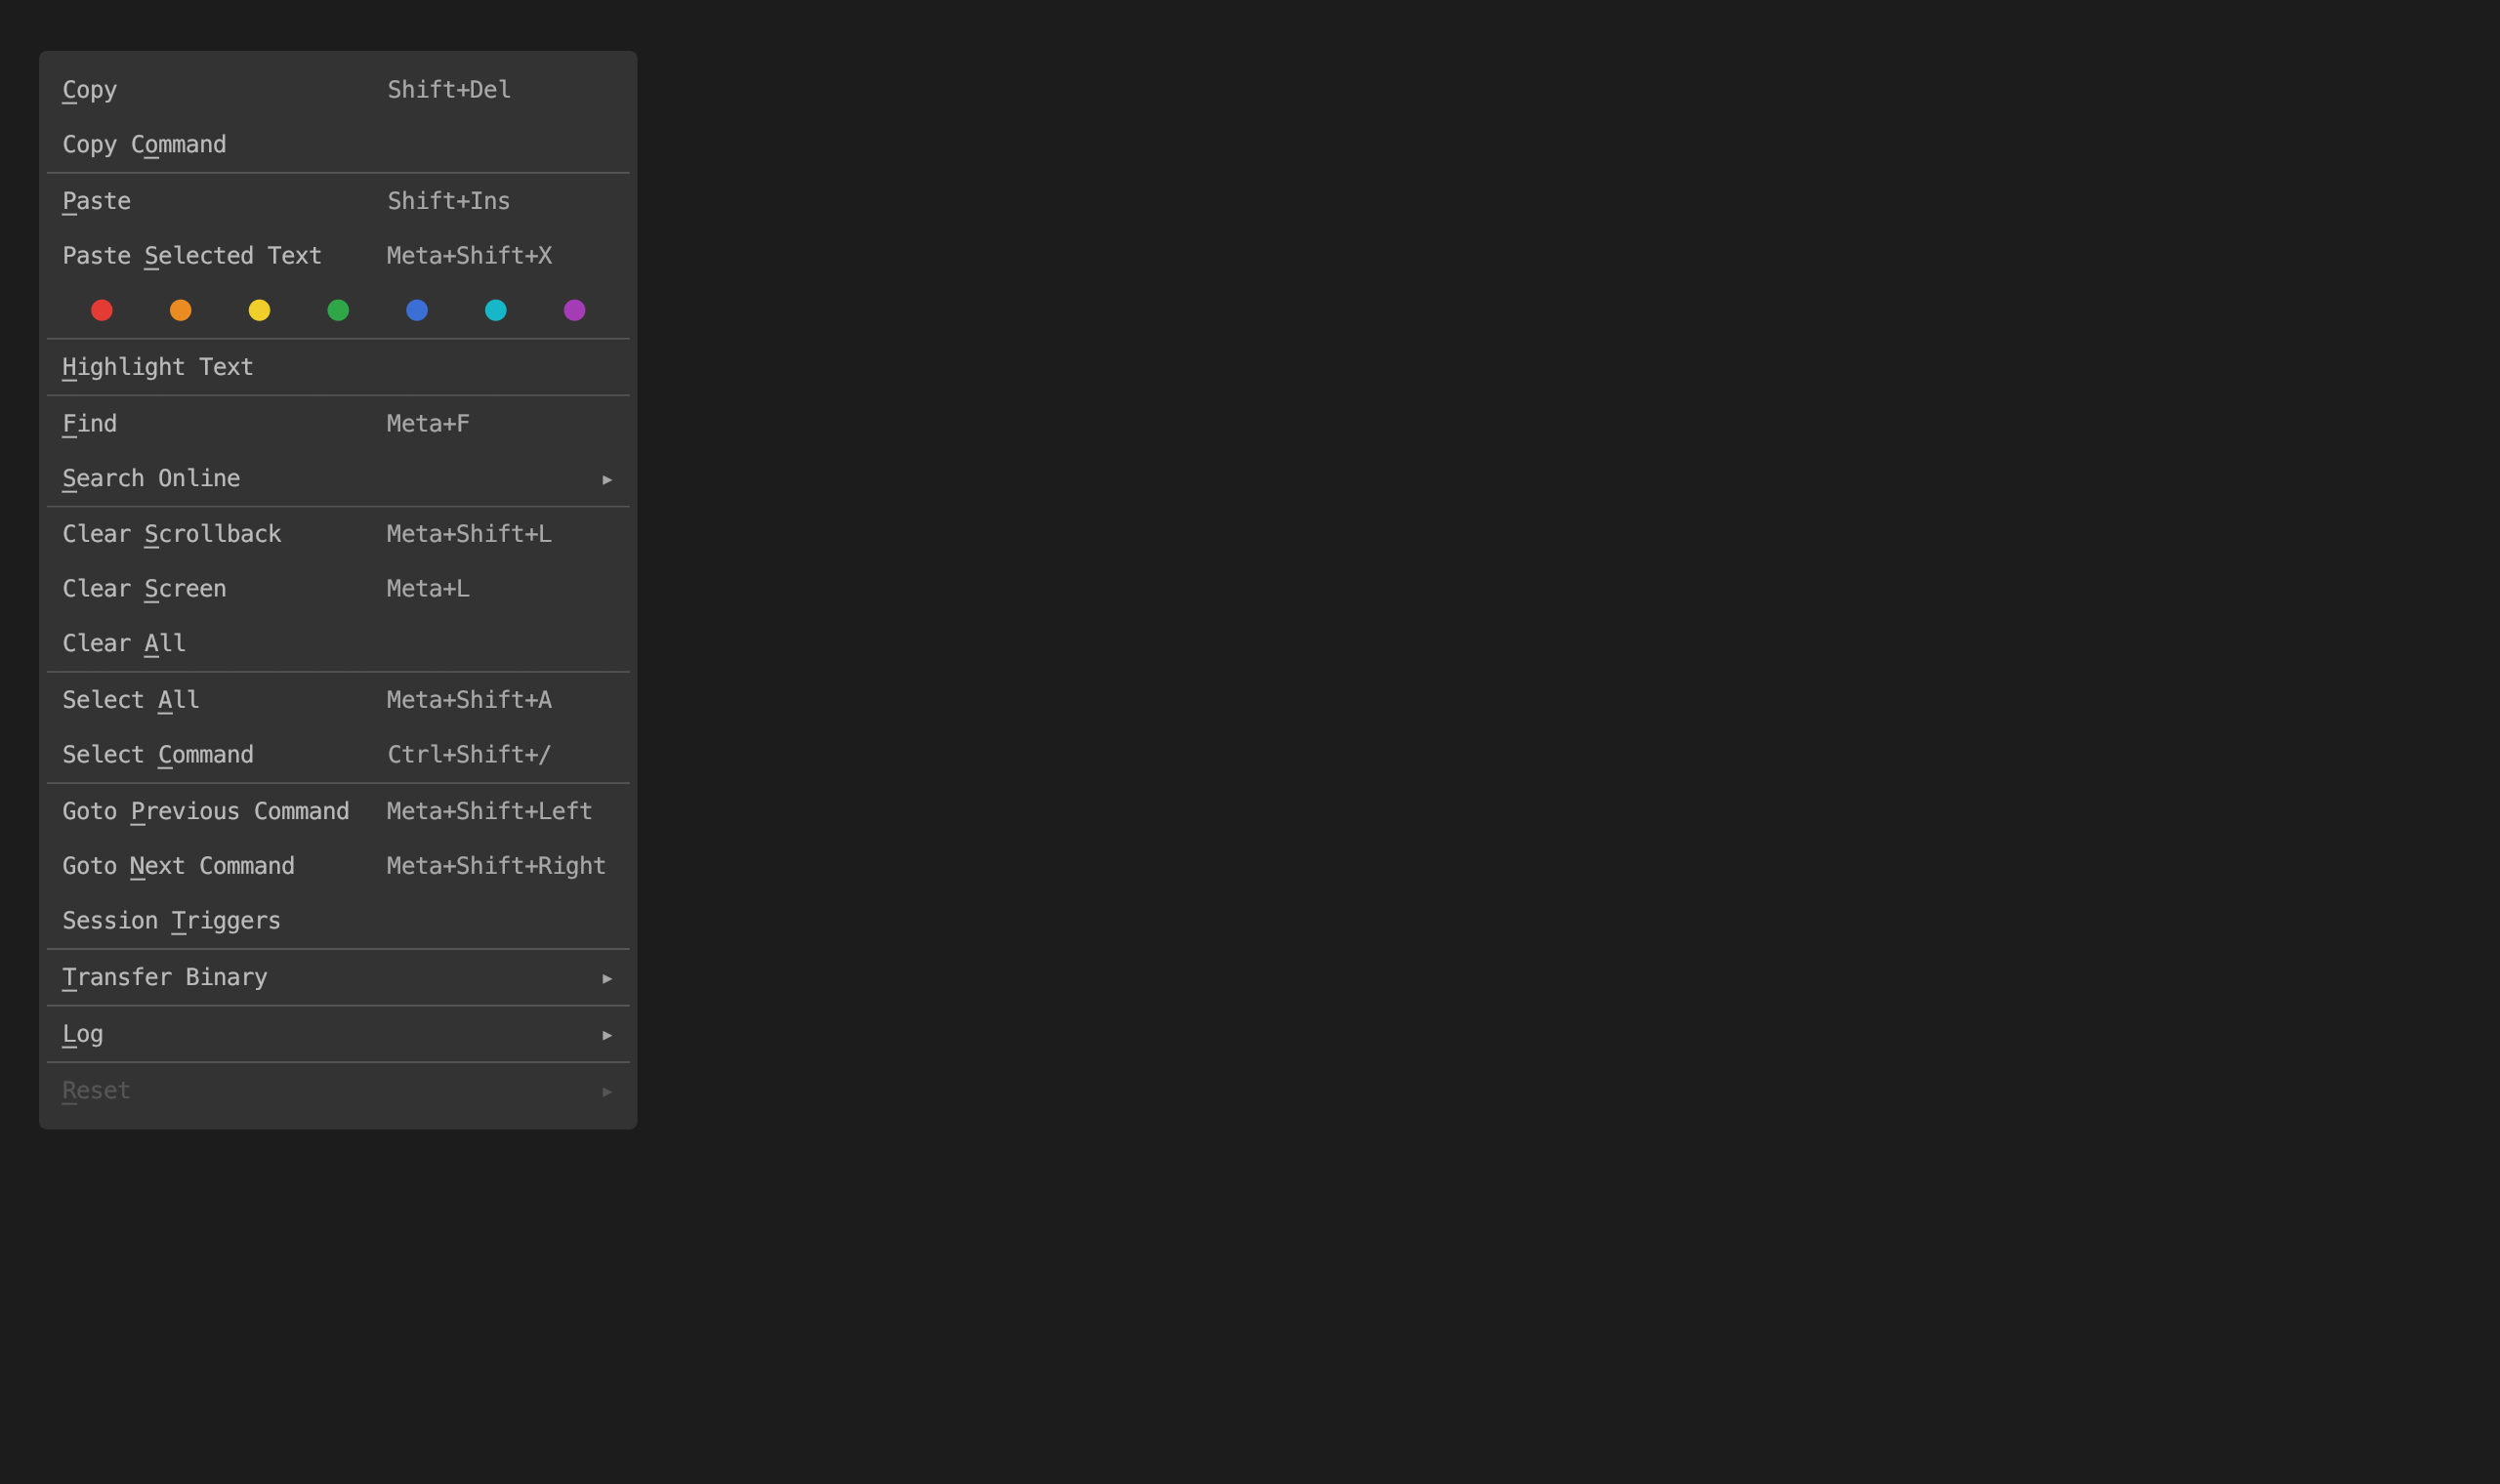 Copy Shift+Del
Copy Command
Paste Shift+Ins
Paste Selected Text Meta+Shift+X
Highlight Text
Find Meta+F
Search Online ▸
Clear Scrollback Meta+Shift+L
Clear Screen Meta+L
Clear All
Select All Meta+Shift+A
Select Command Ctrl+Shift+/
Goto Previous Command Meta+Shift+Left
Goto Next Command Meta+Shift+Right
Session Triggers
Transfer Binary ▸
Log ▸
Reset ▸